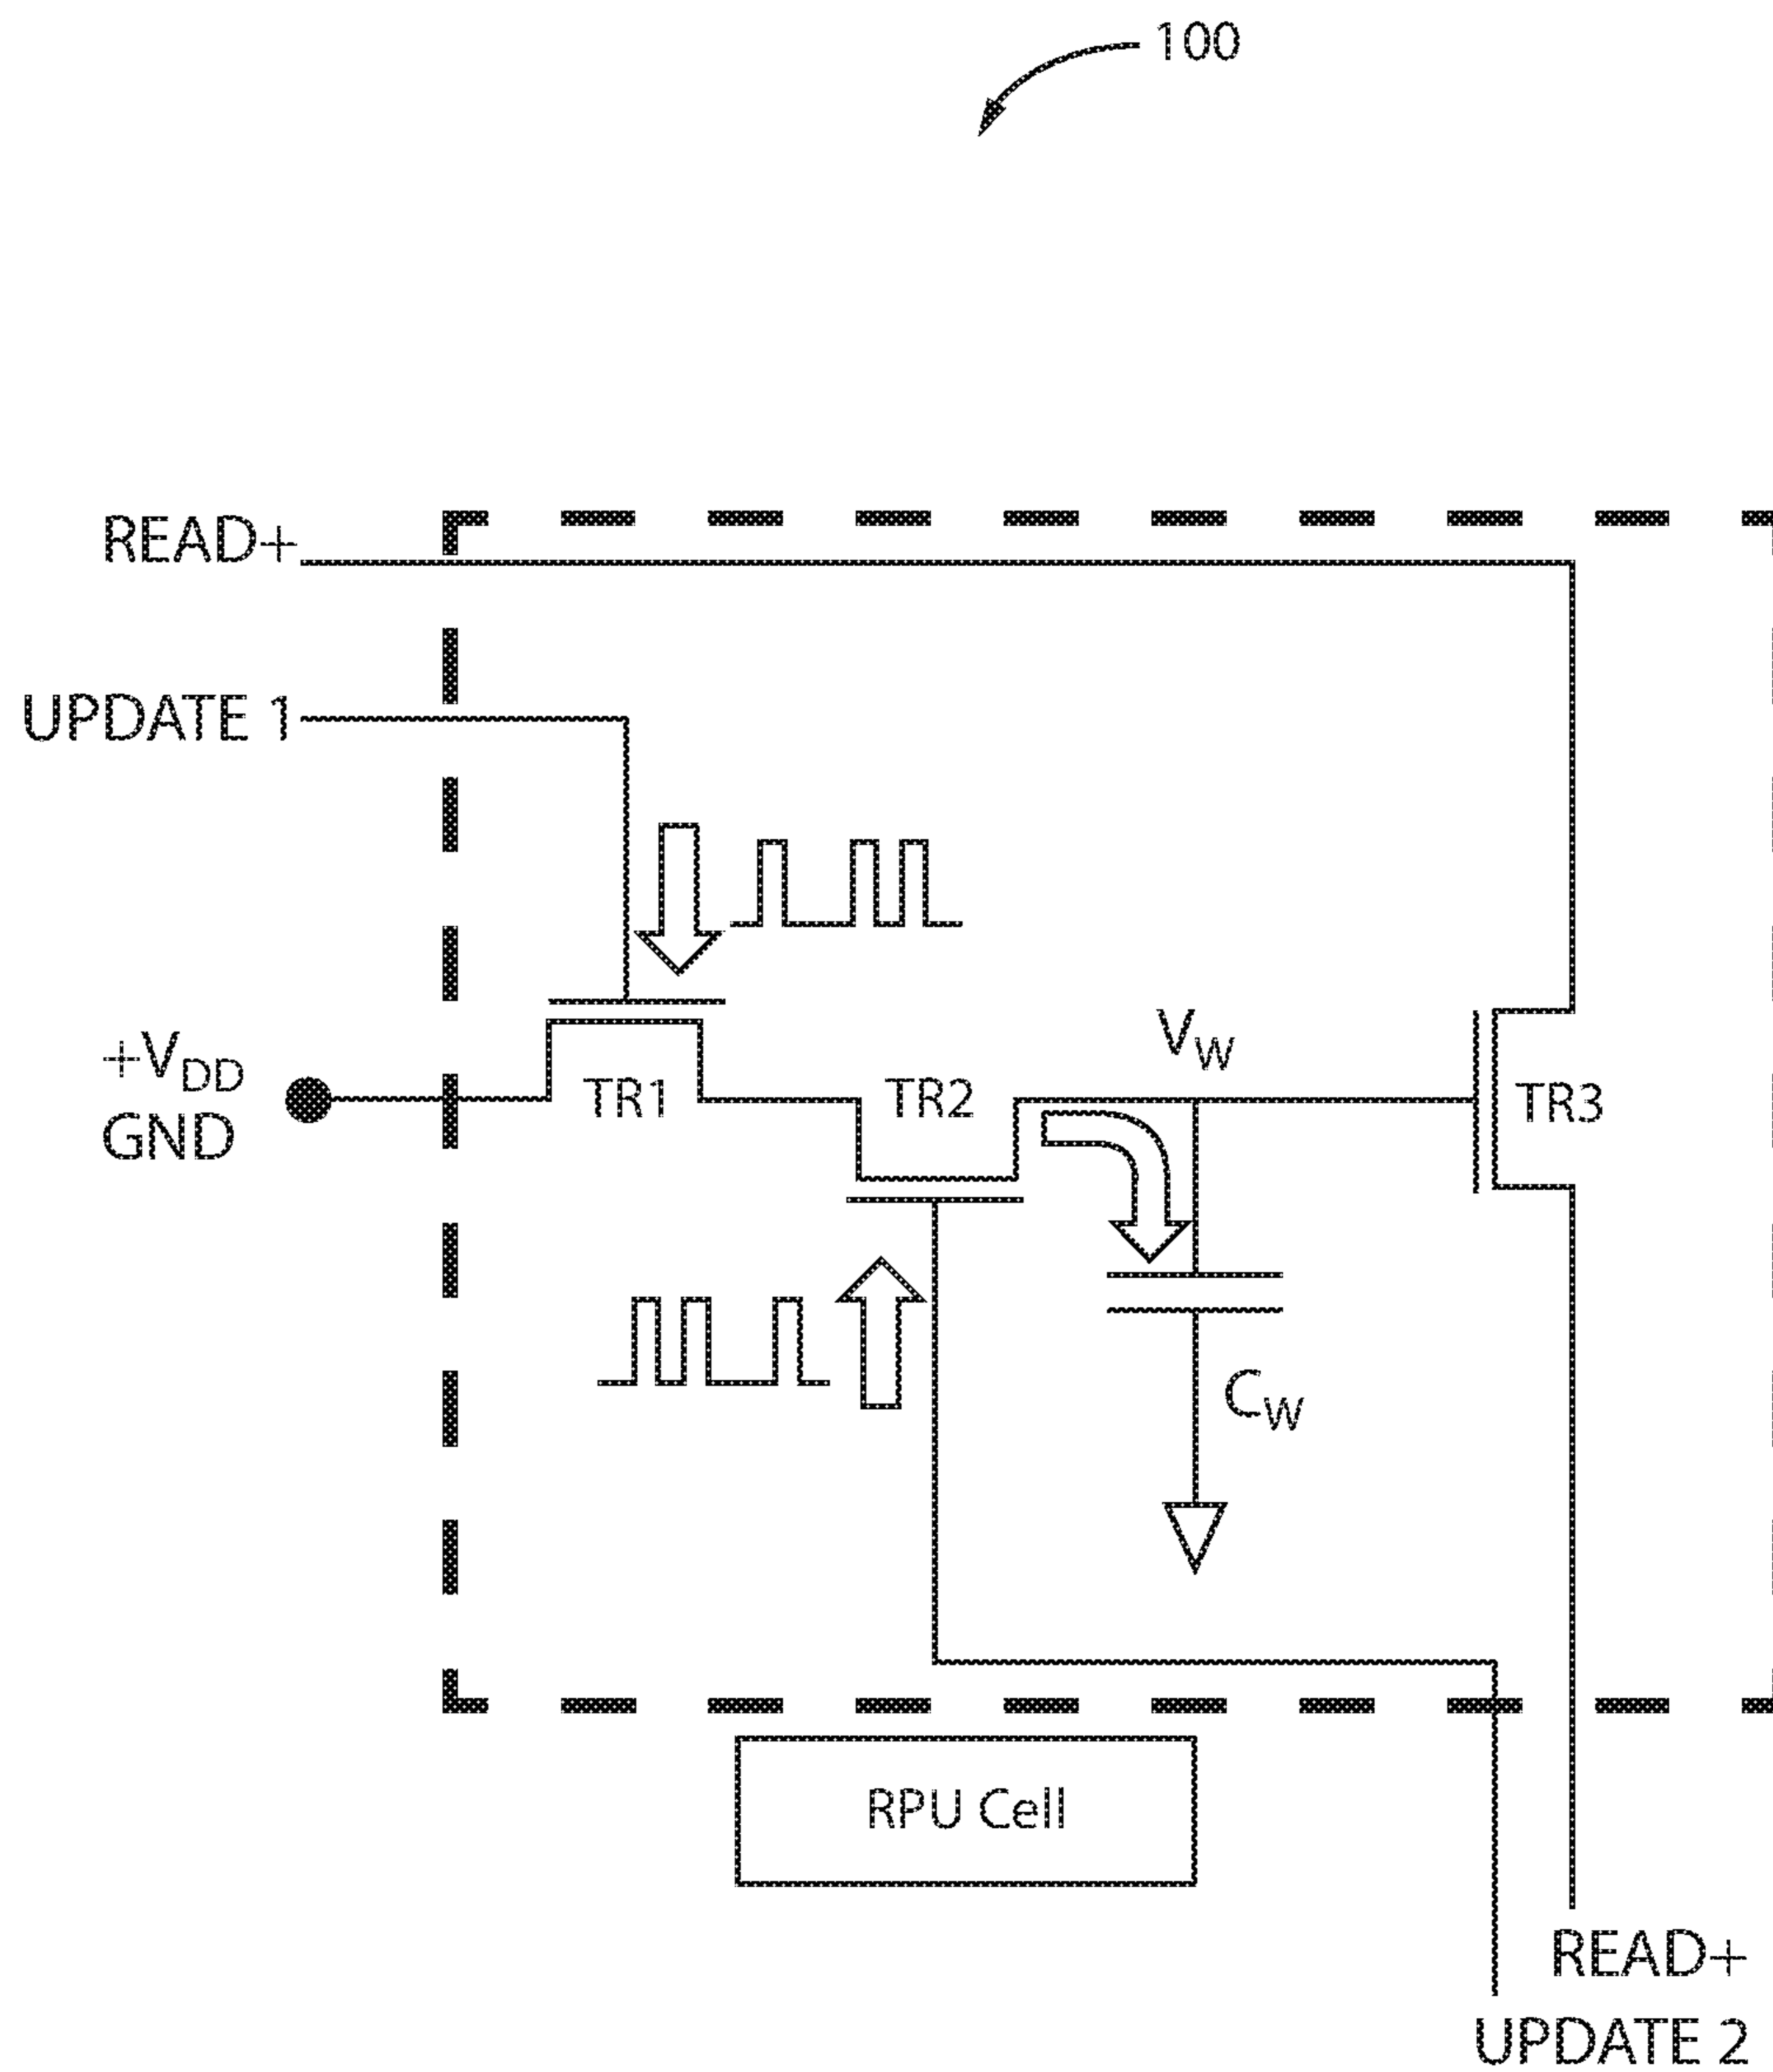 100
READ+
UPDATE 1
+VDD
GND
TR1
TR2
VW
TR3
CW
RPU Cell
READ+
UPDATE 2